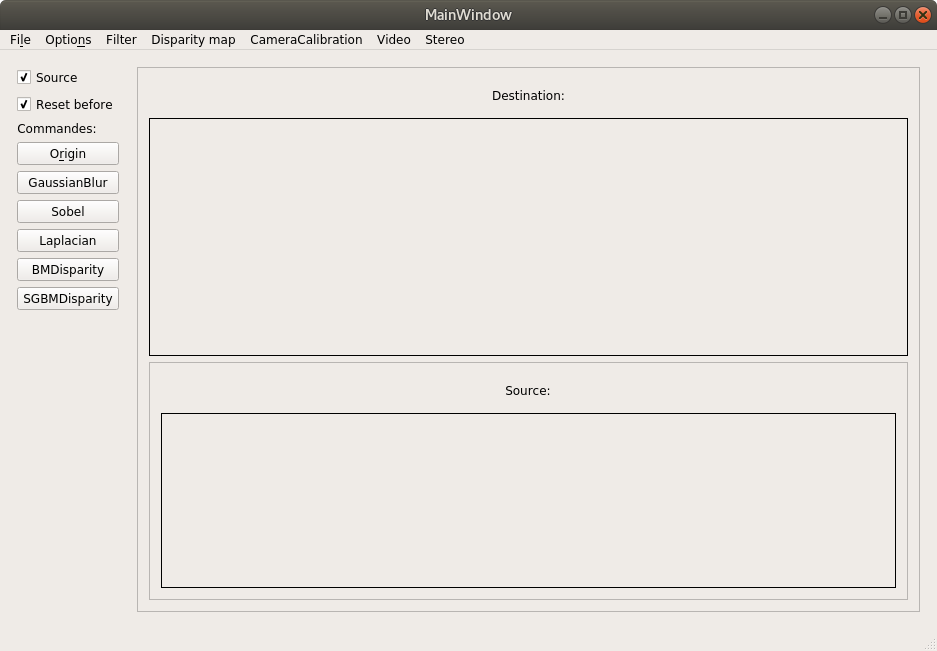 MainWindow
File Options Filter Disparity map CameraCalibration Video Stereo
Source
Reset before
Commandes:
Origin
GaussianBlur
Sobel
Laplacian
BMDisparity
SGBMDisparity
Destination:
Source: